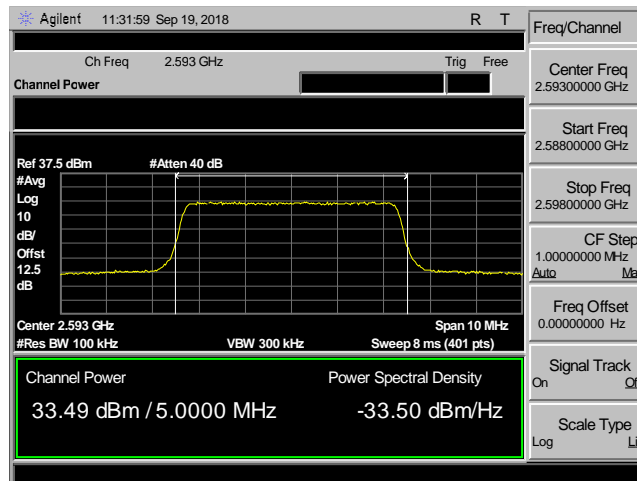 Agilent 11:31:59 Sep 19, 2018 R T
Ch Freq 2.593 GHz Trig Free
Channel Power
Ref 37.5 dBm #Atten 40 dB
#Avg
Log
10
dB/
Offst
12.5
dB
Center 2.593 GHz Span 10 MHz
#Res BW 100 kHz VBW 300 kHz Sweep 8 ms (401 pts)
Channel Power Power Spectral Density
33.49 dBm / 5.0000 MHz -33.50 dBm/Hz
Freq/Channel
Center Freq
2.59300000 GHz
Start Freq
2.58800000 GHz
Stop Freq
2.59800000 GHz
CF Step
1.00000000 MHz
Auto Ma
Freq Offset
0.00000000 Hz
Signal Track
On Of
Scale Type
Log Li